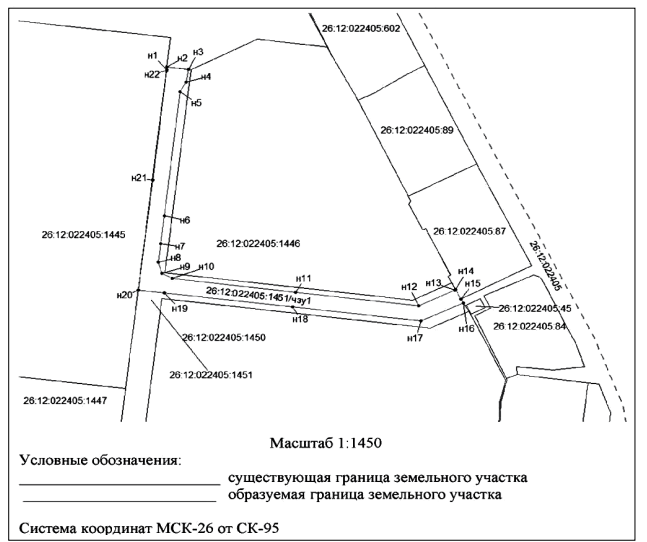 26:12:022405:602
н1
н2
н3
н22
н4
н5
26:12:022405:89
н21
н6
26:12:022405:87
26:12:022405:1445
н7
26:12:022405:1446
26:12:022405
н8
н9
н10
н11
н12
н13
н14
н15
н20
26:12:022405:1451/чзу1
н19
н18
н17
н16
26:12:022405:45
26:12:022405:84
26:12:022405:1450
26:12:022405:1451
26:12:022405:1447
Масштаб 1:1450
Условные обозначения:
существующая граница земельного участка
образуемая граница земельного участка
Система координат МСК-26 от СК-95